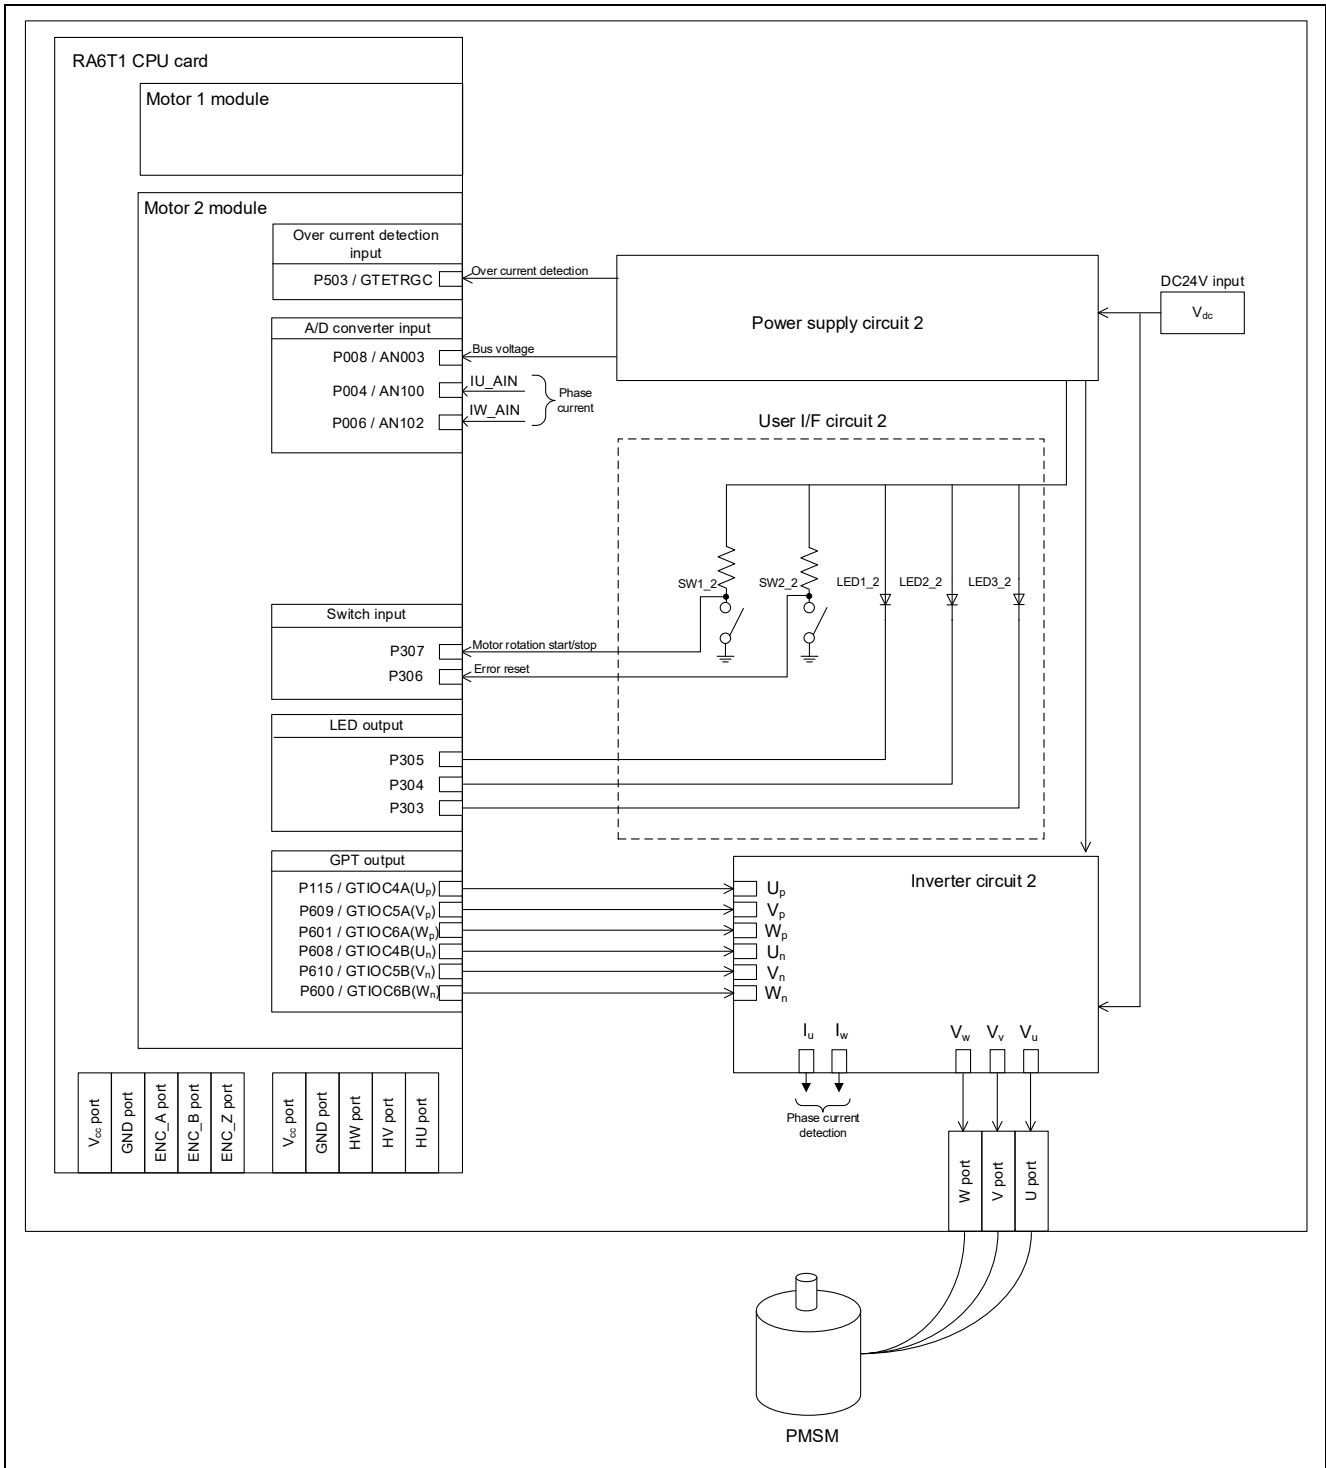 RA6T1 CPU card
Motor 1 module
Motor 2 module
Over current detection
input
P503 / GTETRGC
Over current detection
A/D converter input
P008 / AN003
Bus voltage
P004 / AN100
IU_AIN
P006 / AN102
IW_AIN
Phase
current
Power supply circuit 2
DC24V input
Vdc
User I/F circuit 2
SW1_2
SW2_2
LED1_2
LED2_2
LED3_2
Switch input
P307
Motor rotation start/stop
P306
Error reset
LED output
P305
P304
P303
GPT output
P115 / GTIOC4A(Up)
P609 / GTIOC5A(Vp)
P601 / GTIOC6A(Wp)
P608 / GTIOC4B(Un)
P610 / GTIOC5B(Vn)
P600 / GTIOC6B(Wn)
Inverter circuit 2
Up
Vp
Wp
Un
Vn
Wn
Iu
Iw
Vw
Vv
Vu
Phase current
detection
Vcc port
GND port
ENC_A port
ENC_B port
ENC_Z port
Vcc port
GND port
HW port
HV port
HU port
W port
V port
U port
PMSM